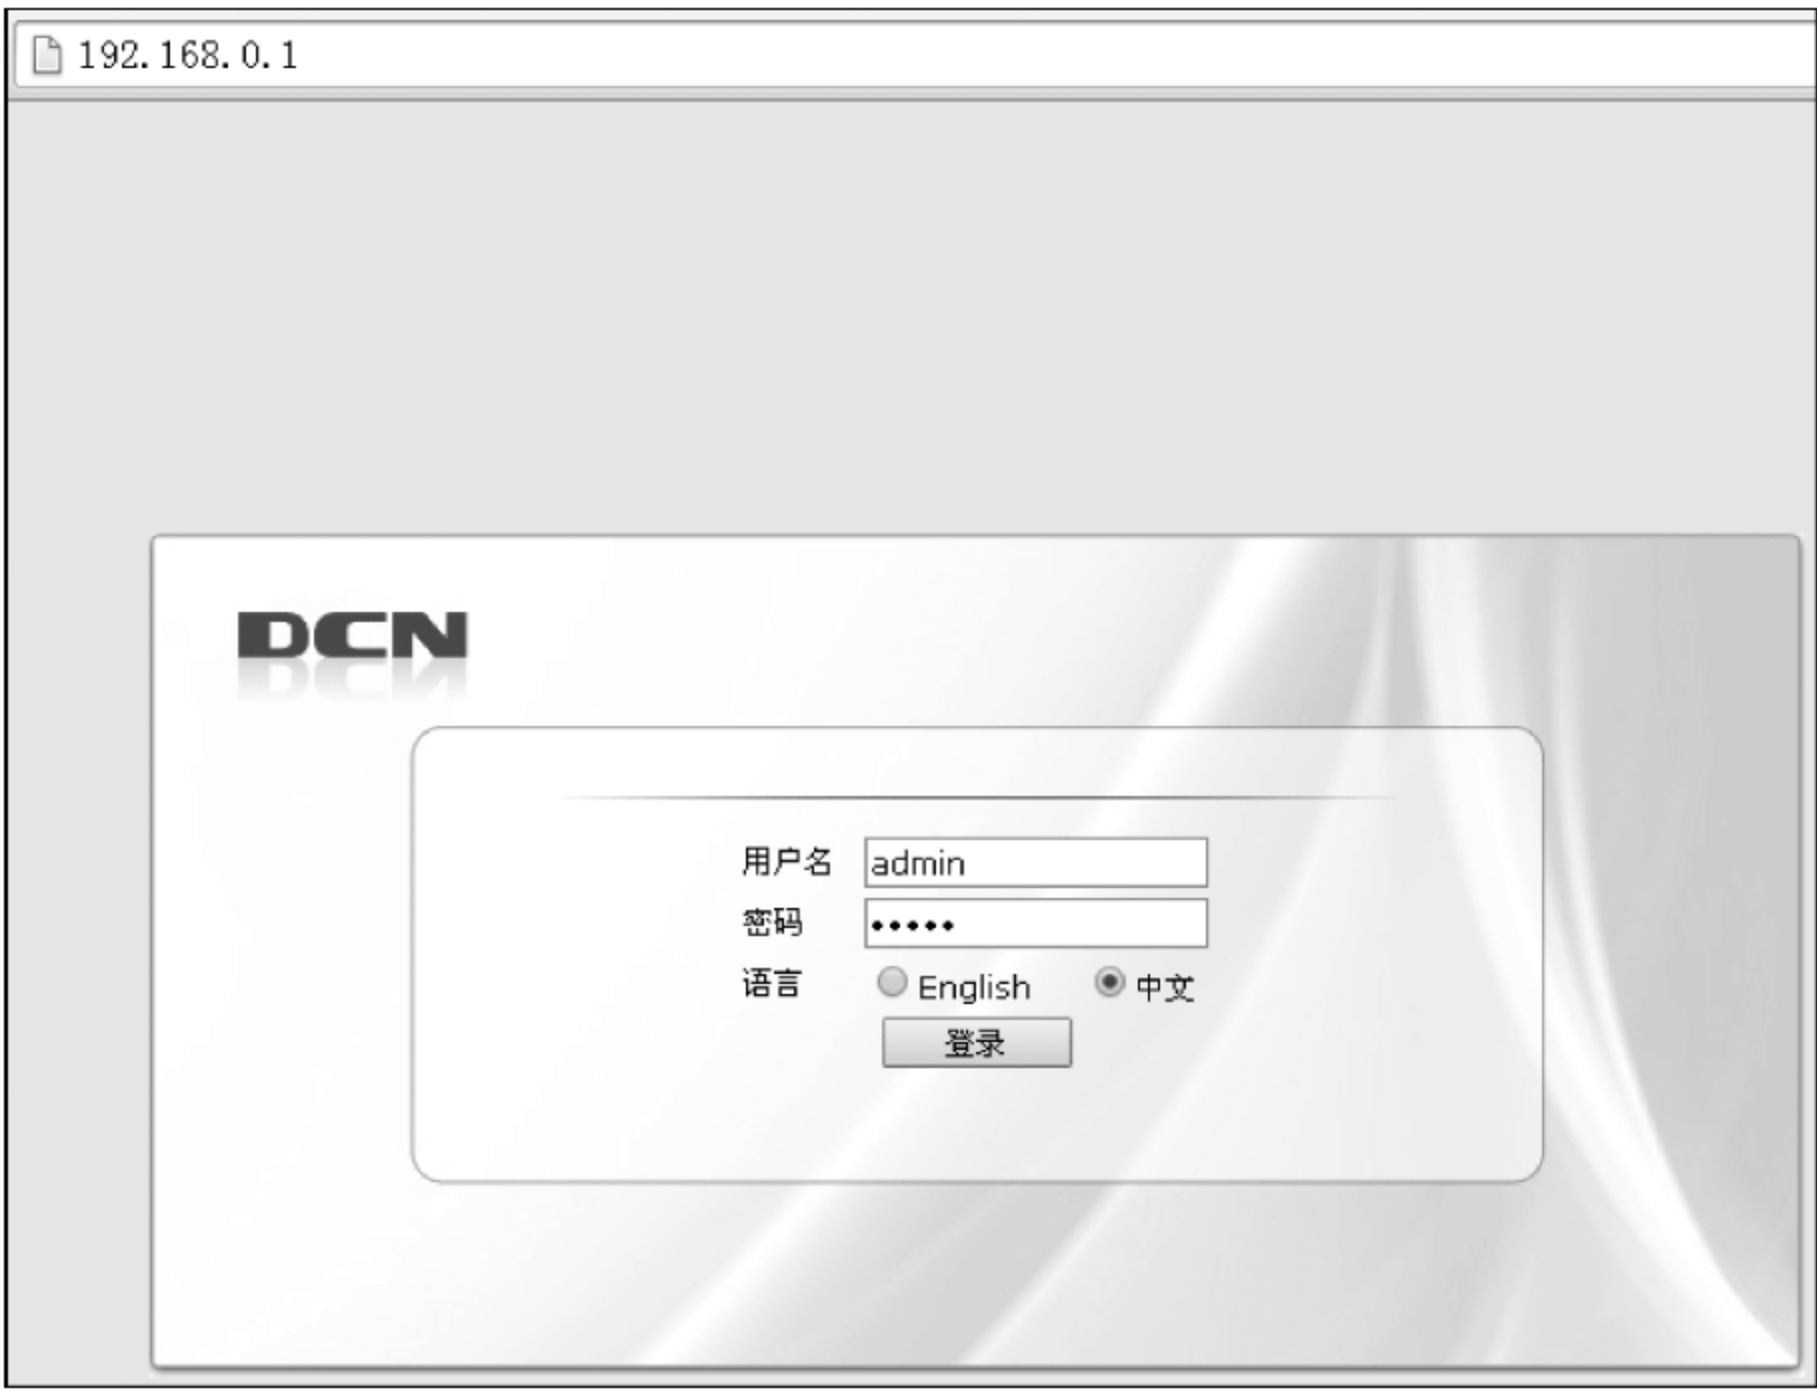 192.168.0.1
DCN
用户名 admin
密码 •••••
语言 English 中文
登录